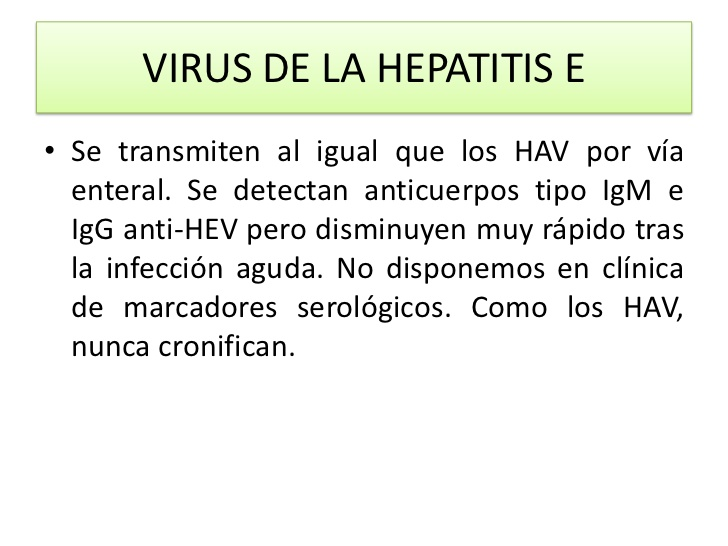 VIRUS DE LA HEPATITIS E
• Se transmiten al igual que los HAV por vía
enteral. Se detectan anticuerpos tipo IgM e
IgG anti-HEV pero disminuyen muy rápido tras
la infección aguda. No disponemos en clínica
de marcadores serológicos. Como los HAV,
nunca cronifican.